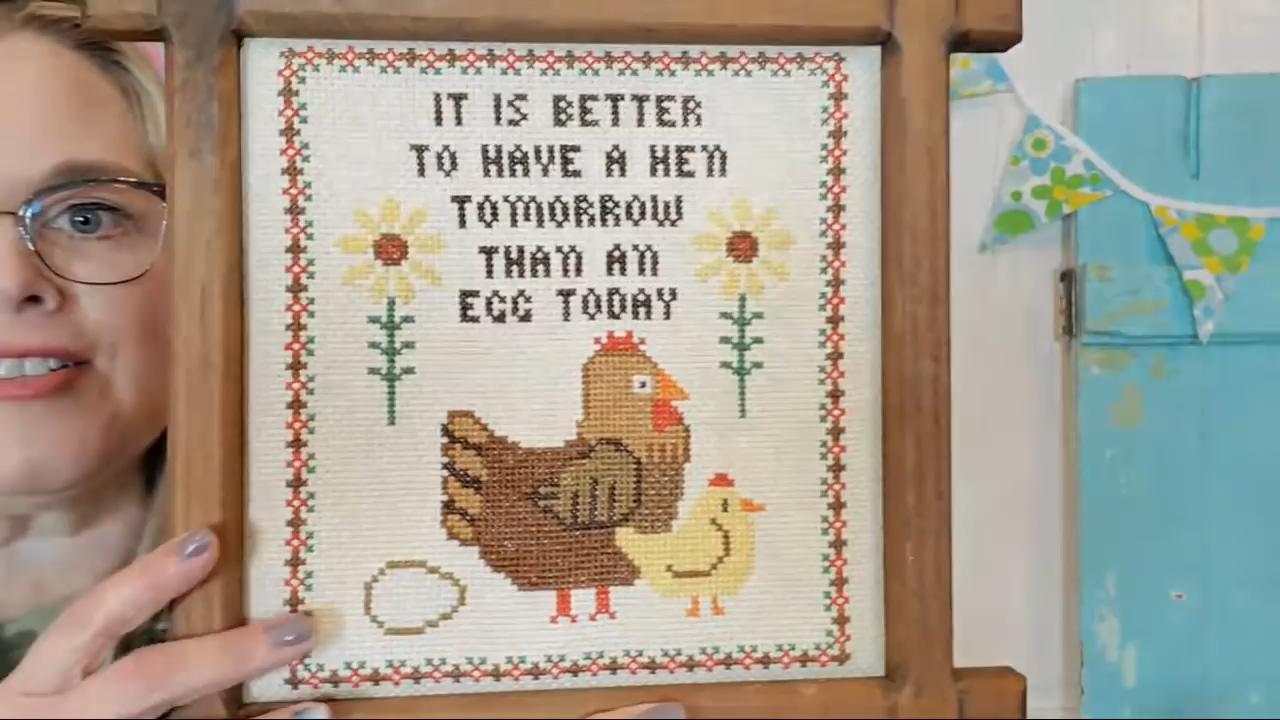 IT IS BETTER
TO HAVE A HEN
TOMORROW
THAN AN
EGG TODAY